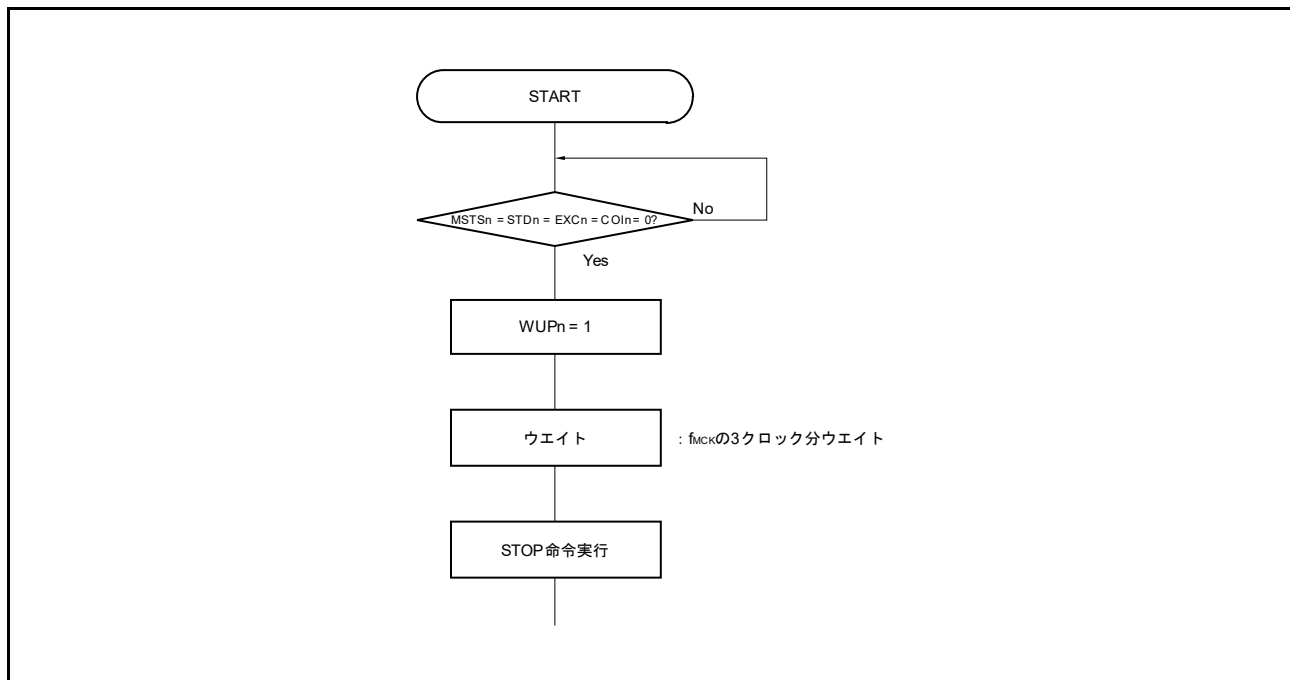 START
MSTSn = STDn = EXCn = COIn = 0?
No
Yes
WUPn = 1
ウエイト
: fMCKの3クロック分ウエイト
STOP命令実行